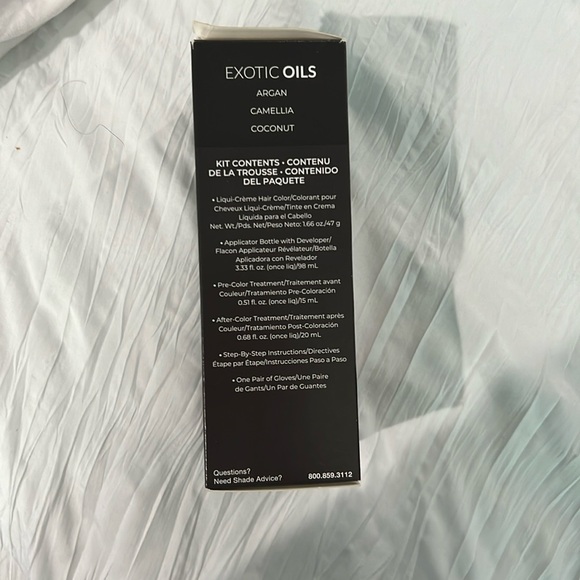 EXOTIC OILS
ARGAN
CAMELLIA
COCONUT
KIT CONTENTS • CONTENU
DE LA TROUSSE • CONTENIDO
DEL PAQUETE
• Liqui-Crème Hair Color/Colorant pour
Cheveux Liqui-Crème/Tinte en Crema
Líquida para el Cabello
Net. Wt./Pds. Net/Peso Neto: 1.66 oz./47 g
• Applicator Bottle with Developer/
Flacon Applicateur Révélateur/Botella
Aplicadora con Revelador
3.33 fl. oz. (once liq)/98 mL
• Pre-Color Treatment/Traitement avant
Couleur/Tratamiento Pre-Coloración
0.51 fl. oz. (once liq)/15 mL
• After-Color Treatment/Traitement après
Couleur/Tratamiento Post-Coloración
0.68 fl. oz. (once liq)/20 mL
• Step-By-Step Instructions/Directives
Étape par Étape/Instrucciones Paso a Paso
• One Pair of Gloves/Une Paire
de Gants/Un Par de Guantes
Questions?
Need Shade Advice? 800.859.3112